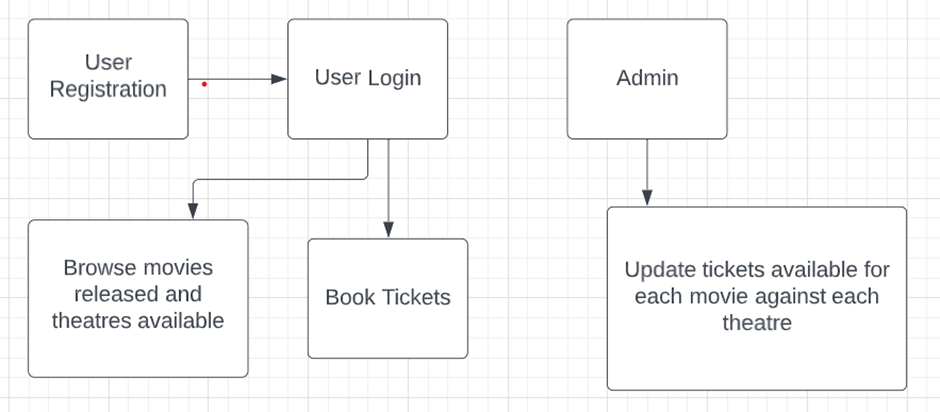 User
Registration
User Login
Admin
Browse movies
released and
theatres available
Book Tickets
Update tickets available for
each movie against each
theatre